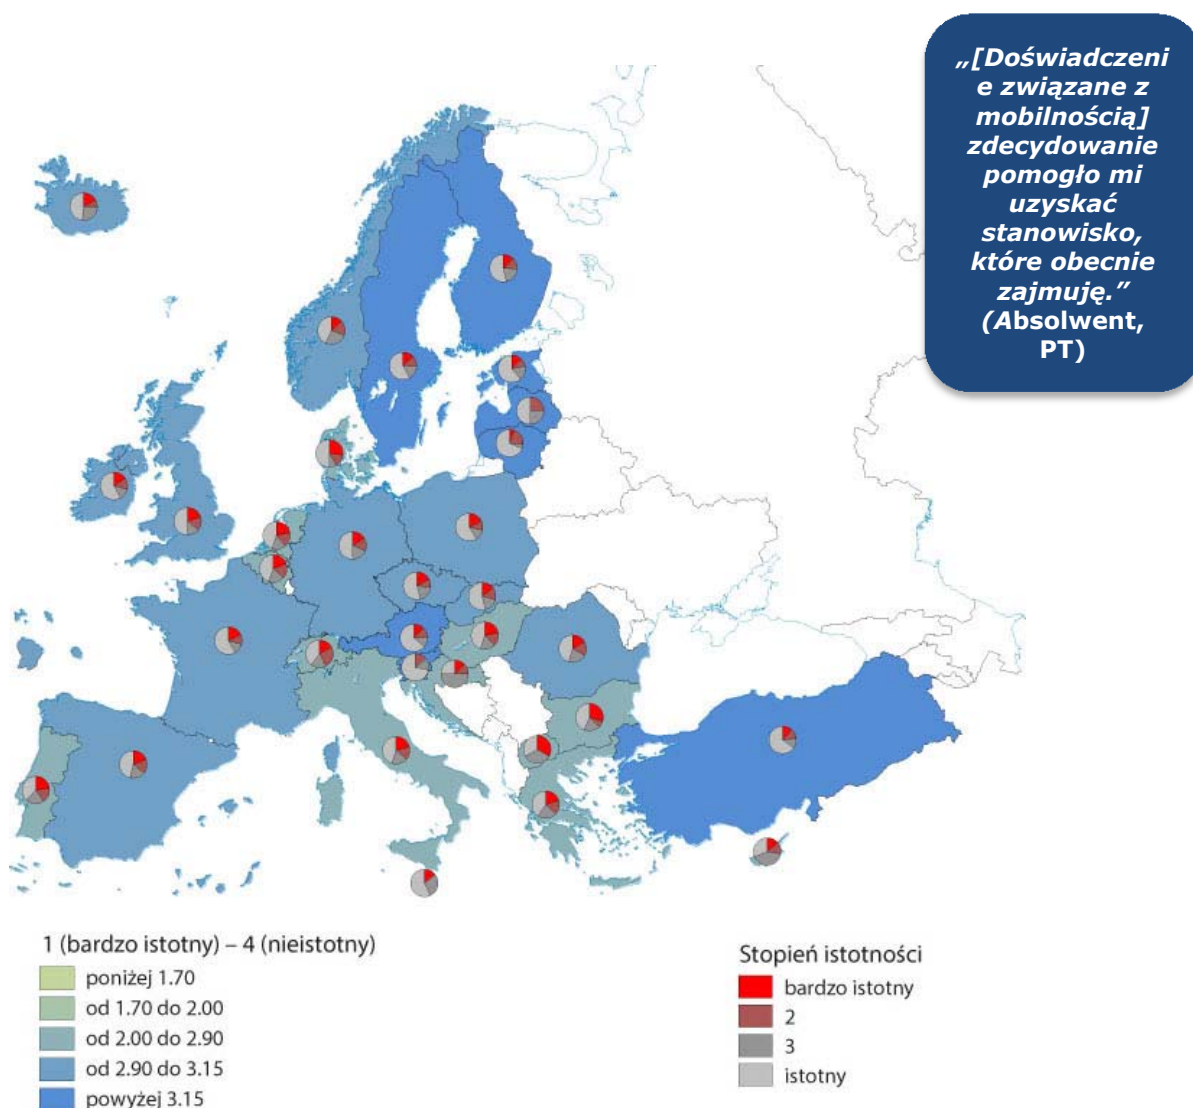 „[Doświadczeni
e związane z
mobilnością]
zdecydowanie
pomogło mi
uzyskać
stanowisko,
które obecnie
zajmuję.”
(Absolwent,
PT)
1 (bardzo istotny) – 4 (nieistotny)
poniżej 1.70
od 1.70 do 2.00
od 2.00 do 2.90
od 2.90 do 3.15
powyżej 3.15
Stopień istotności
bardzo istotny
2
3
istotny